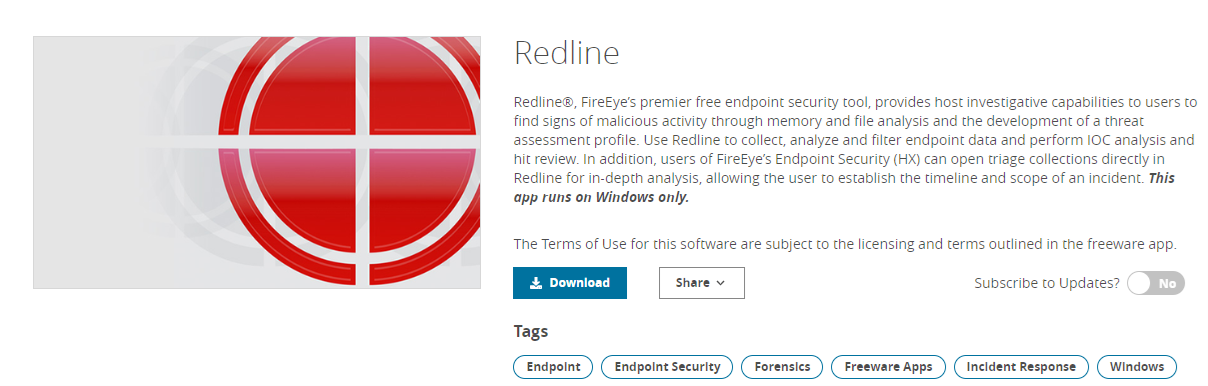 Redline
Redline®, FireEye’s premier free endpoint security tool, provides host investigative capabilities to users to
find signs of malicious activity through memory and file analysis and the development of a threat
assessment profile. Use Redline to collect, analyze and filter endpoint data and perform IOC analysis and
hit review. In addition, users of FireEye’s Endpoint Security (HX) can open triage collections directly in
Redline for in-depth analysis, allowing the user to establish the timeline and scope of an incident. This
app runs on Windows only.
The Terms of Use for this software are subject to the licensing and terms outlined in the freeware app.
Download Share Subscribe to Updates? No
Tags
Endpoint Endpoint Security Forensics Freeware Apps Incident Response Windows